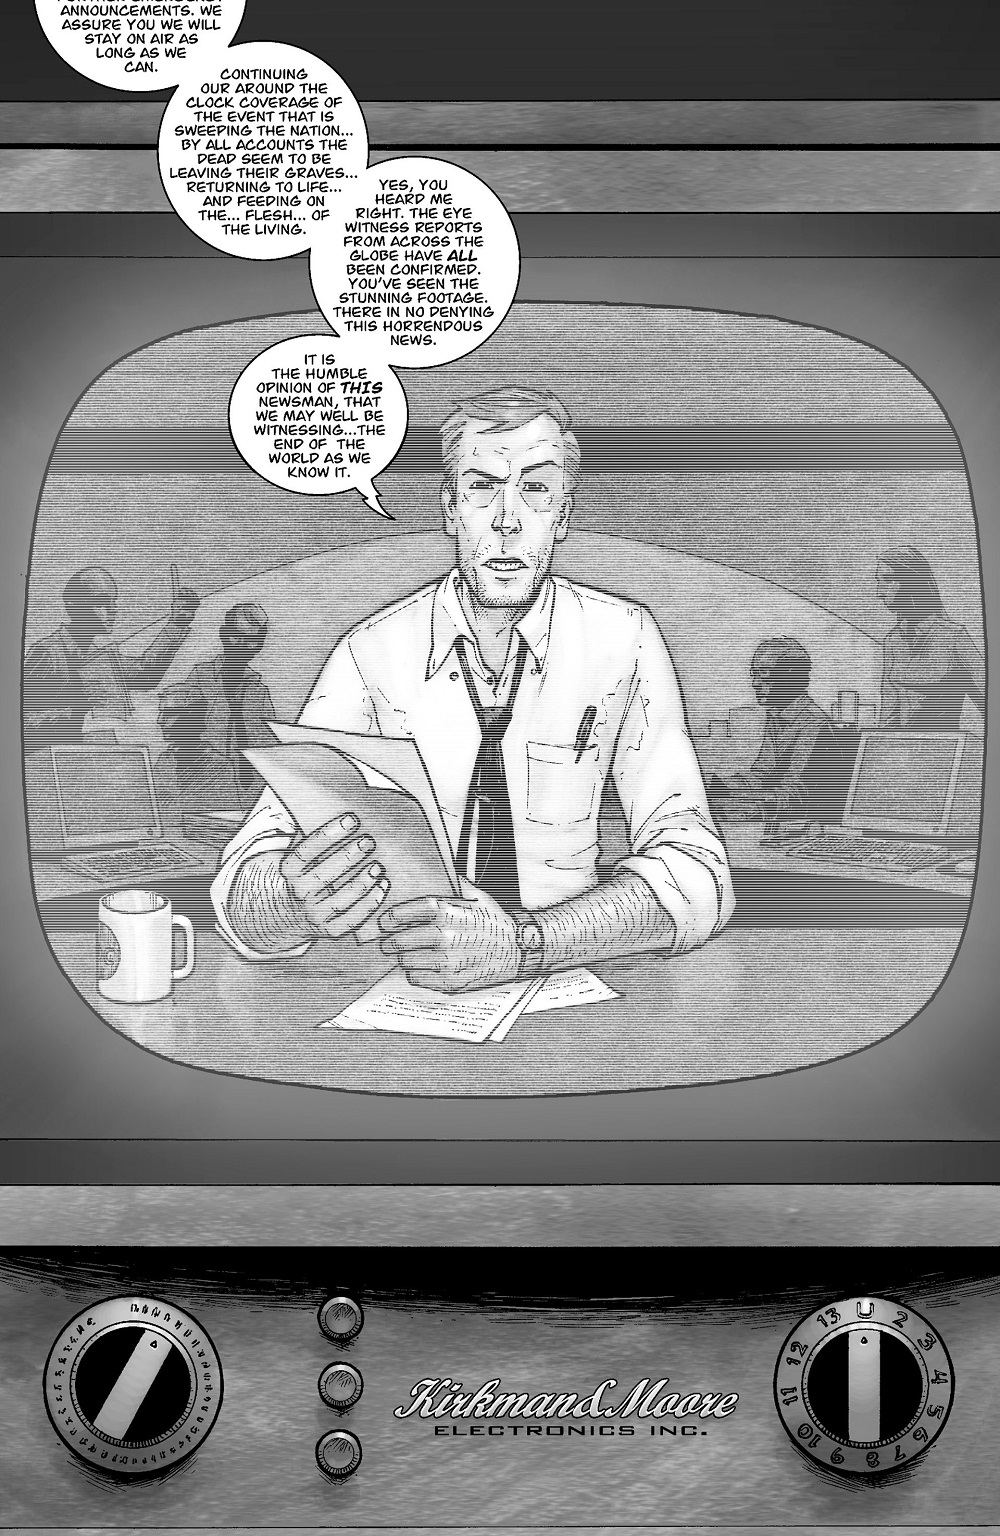 FURTHER EMERGENCY
ANNOUNCEMENTS. WE
ASSURE YOU WE WILL
STAY ON AIR AS
LONG AS WE
CAN.
CONTINUING
OUR AROUND THE
CLOCK COVERAGE OF
THE EVENT THAT IS
SWEEPING THE NATION...
BY ALL ACCOUNTS THE
DEAD SEEM TO BE
LEAVING THEIR GRAVES...
RETURNING TO LIFE...
AND FEEDING ON
THE... FLESH... OF
THE LIVING.
YES, YOU
HEARD ME
RIGHT. THE EYE
WITNESS REPORTS
FROM ACROSS THE
GLOBE HAVE ALL
BEEN CONFIRMED.
YOU'VE SEEN THE
STUNNING FOOTAGE.
THERE IN NO DENYING
THIS HORRENDOUS
NEWS.
IT IS
THE HUMBLE
OPINION OF THIS
NEWSMAN, THAT
WE MAY WELL BE
WITNESSING...THE
END OF THE
WORLD AS WE
KNOW IT.
Kirkman & Moore
ELECTRONICS INC.
U 2 3 4 5 6 7 8 9 10 11 12 13